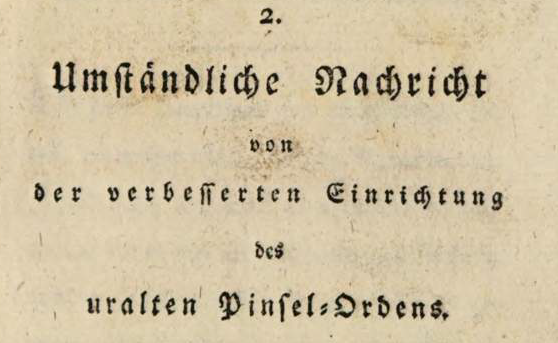 2.
Umſtändliche Nachricht
von
der verbeſſerten Einrichtung
des
uralten Pinſel-Ordens.